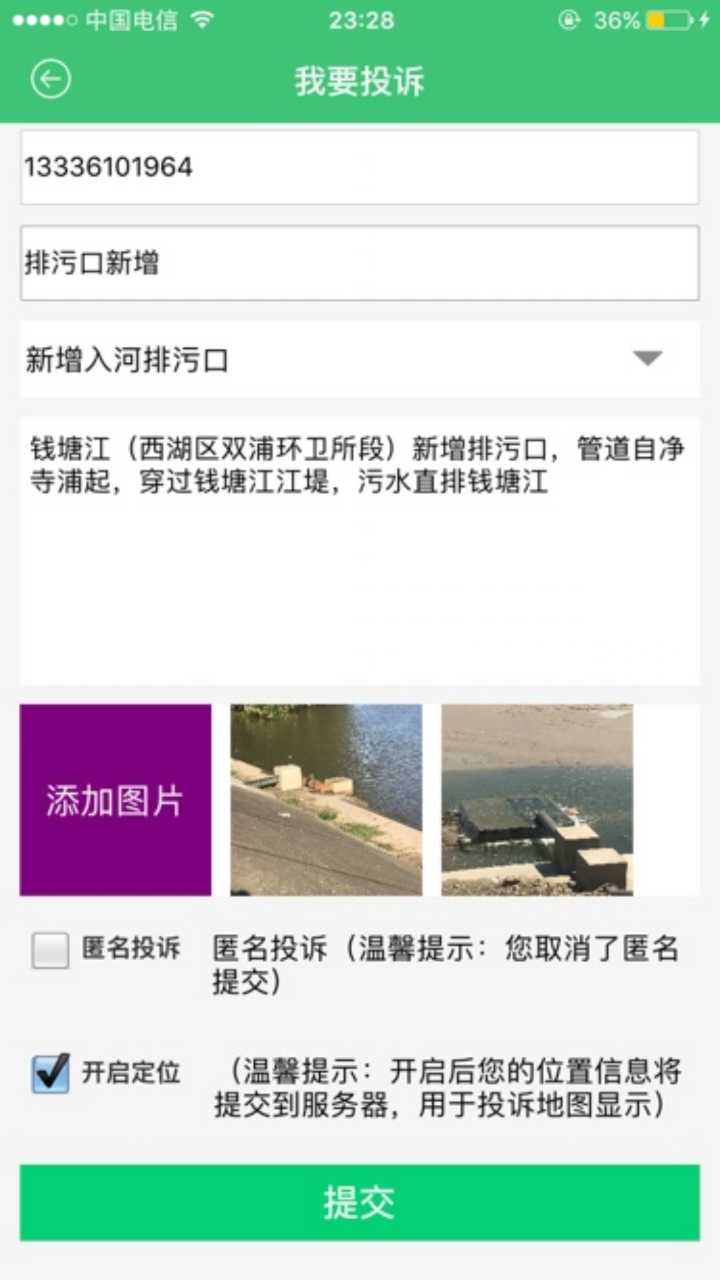 中国电信 23:28 36%
我要投诉
13336101964
排污口新增
新增入河排污口
钱塘江（西湖区双浦环卫所段）新增排污口，管道自净
寺浦起，穿过钱塘江江堤，污水直排钱塘江
添加图片
匿名投诉 匿名投诉（温馨提示：您取消了匿名
提交）
开启定位 （温馨提示：开启后您的位置信息将
提交到服务器，用于投诉地图显示）
提交